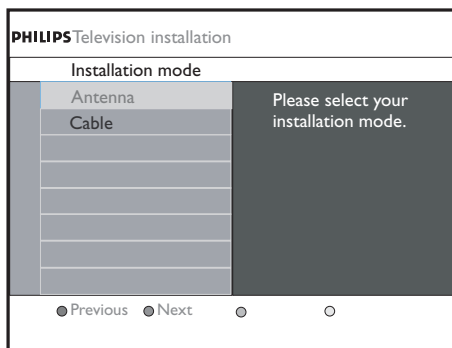 PHILIPS Television installation
Installation mode
Antenna
Please select your
Cable
installation mode.
Previous Next